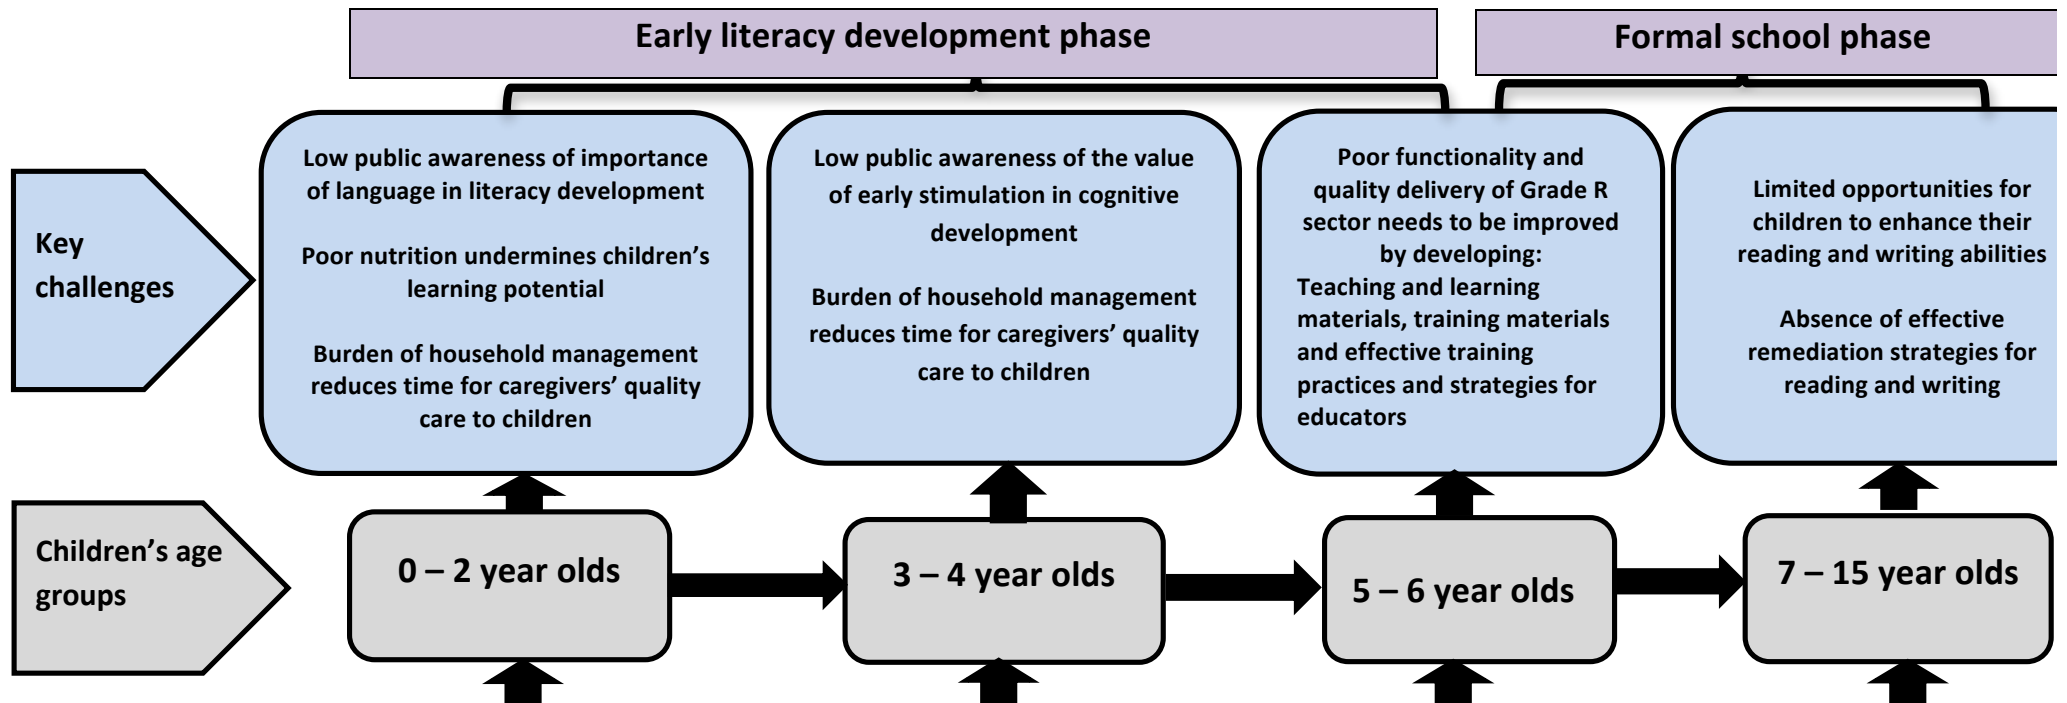 Early literacy development phase
Formal school phase
Key
challenges
Low public awareness of importance
of language in literacy development
Poor nutrition undermines children’s
learning potential
Burden of household management
reduces time for caregivers’ quality
care to children
Low public awareness of the value
of early stimulation in cognitive
development
Burden of household management
reduces time for caregivers’ quality
care to children
Poor functionality and
quality delivery of Grade R
sector needs to be improved
by developing:
Teaching and learning
materials, training materials
and effective training
practices and strategies for
educators
Limited opportunities for
children to enhance their
reading and writing abilities
Absence of effective
remediation strategies for
reading and writing
Children’s age
groups
0 – 2 year olds
3 – 4 year olds
5 – 6 year olds
7 – 15 year olds